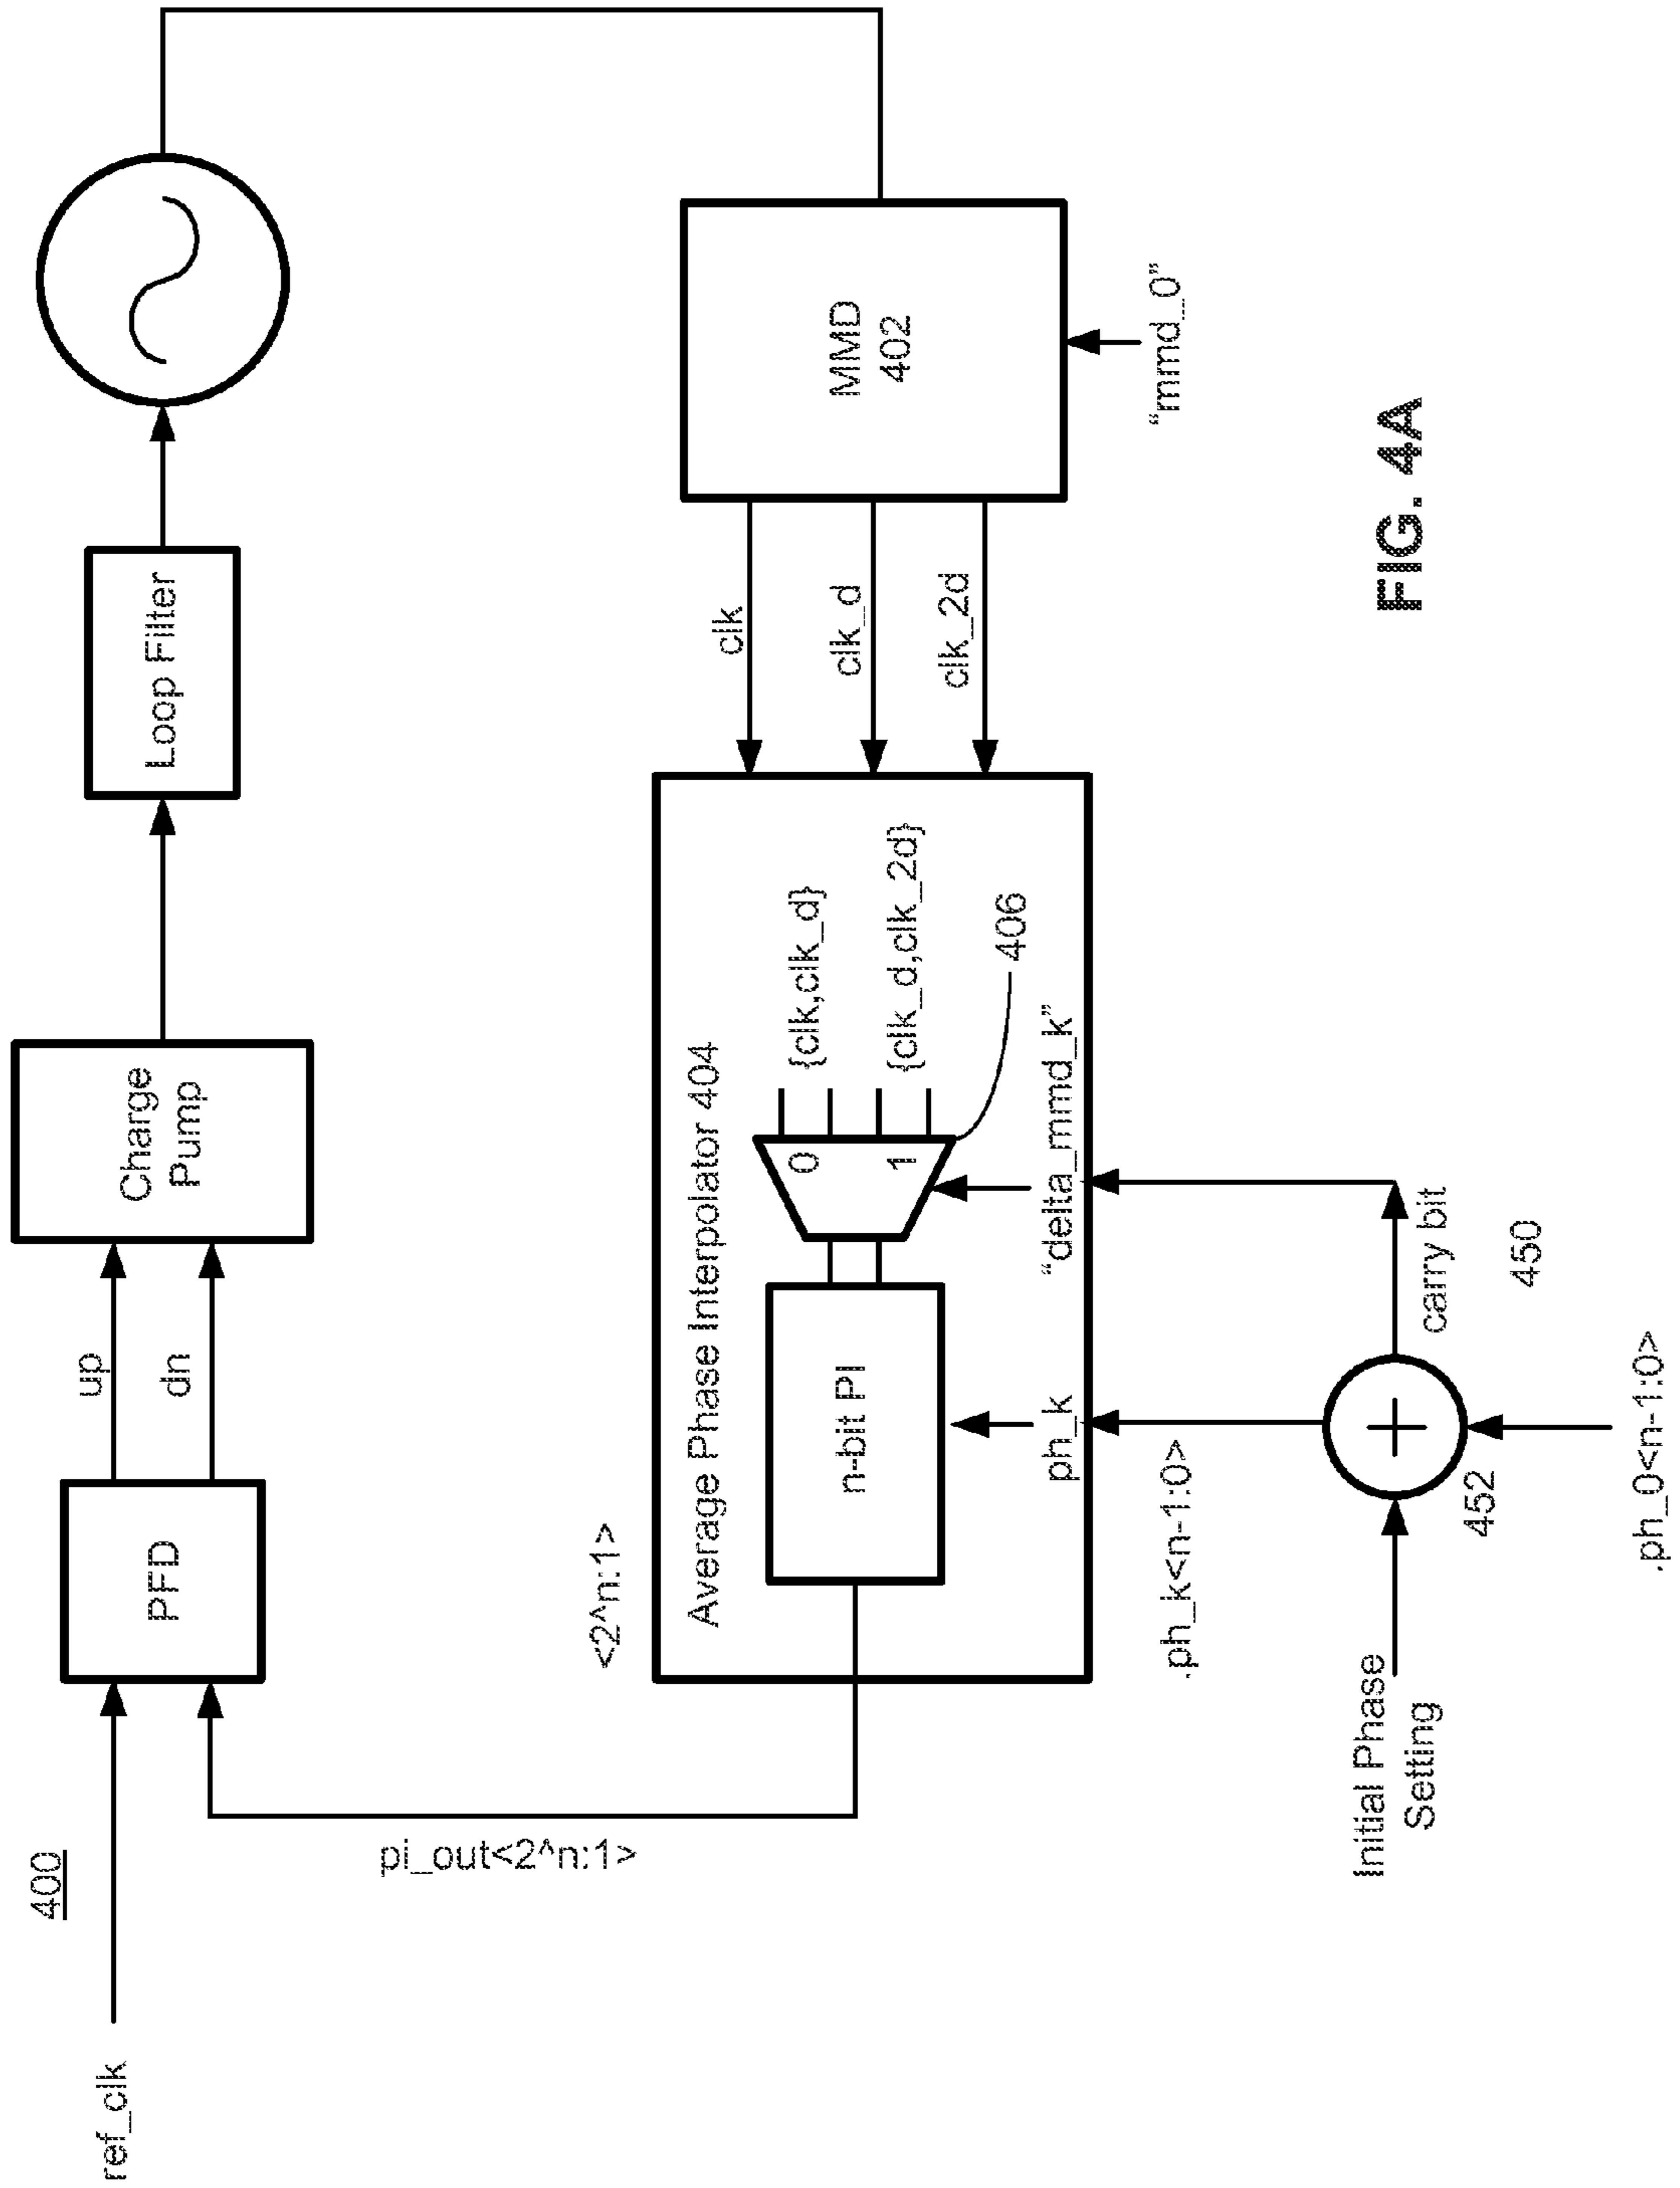 400
ref_clk
PFD
up
dn
Charge
Pump
Loop Filter
pi_out<2^n:1>
<2^n:1>
Average Phase Interpolator 404
n-bit PI
0
1
{clk,clk_d}
{clk_d,clk_2d}
406
ph_k
“delta_mmd_k”
clk
clk_d
clk_2d
MMD
402
“mmd_0”
.ph_k<n-1:0>
carry bit
Initial Phase
Setting
452
450
.ph_0<n-1:0>
FIG. 4A